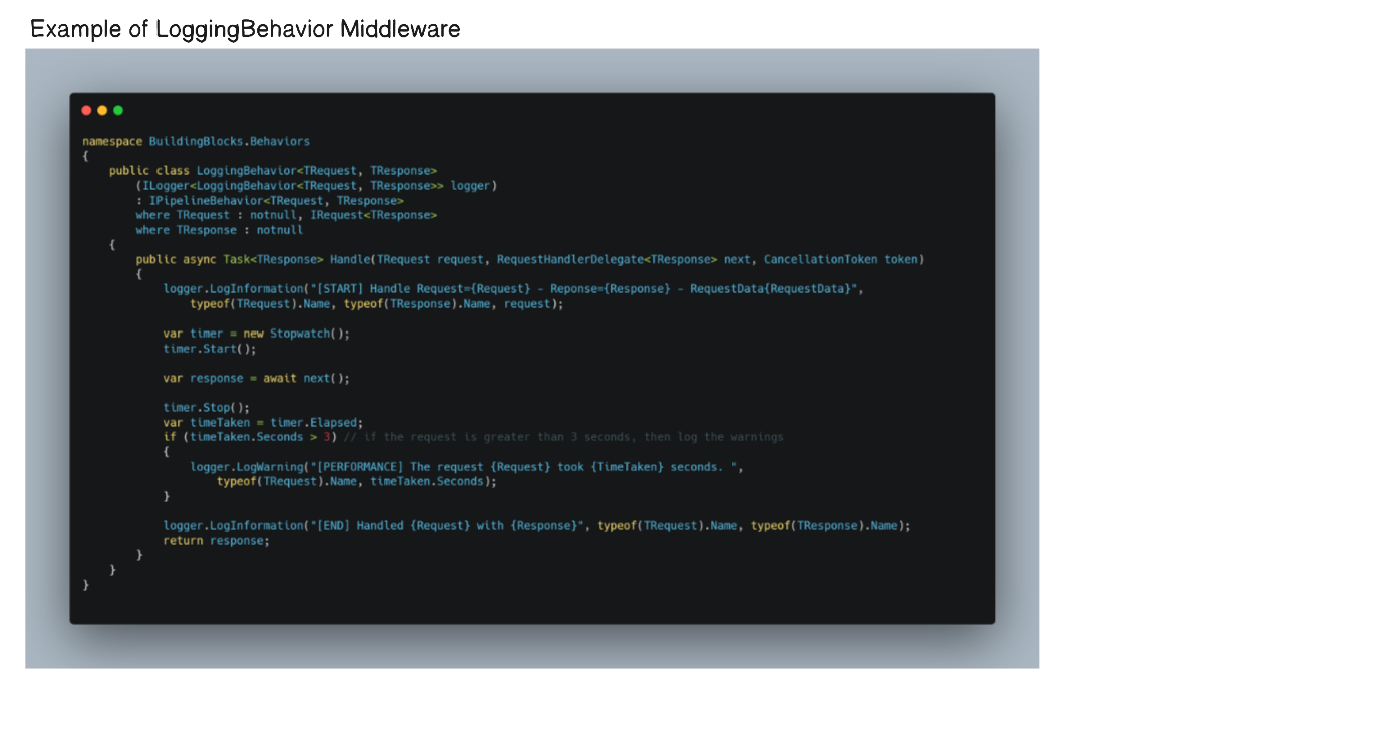 Example of LoggingBehavior Middleware
namespace BuildingBlocks.Behaviors
{
    public class LoggingBehavior<TRequest, TResponse>
        (ILogger<LoggingBehavior<TRequest, TResponse>> logger)
        : IPipelineBehavior<TRequest, TResponse>
        where TRequest : notnull, IRequest<TResponse>
        where TResponse : notnull
    {
        public async Task<TResponse> Handle(TRequest request, RequestHandlerDelegate<TResponse> next, CancellationToken token)
        {
            logger.LogInformation("[START] Handle Request={Request} - Reponse={Response} - RequestData{RequestData}",
                typeof(TRequest).Name, typeof(TResponse).Name, request);
            var timer = new Stopwatch();
            timer.Start();
            var response = await next();
            timer.Stop();
            var timeTaken = timer.Elapsed;
            if (timeTaken.Seconds > 3) // if the request is greater than 3 seconds, then log the warnings
            {
                logger.LogWarning("[PERFORMANCE] The request {Request} took {TimeTaken} seconds. ",
                    typeof(TRequest).Name, timeTaken.Seconds);
            }
            logger.LogInformation("[END] Handled {Request} with {Response}", typeof(TRequest).Name, typeof(TResponse).Name);
            return response;
        }
    }
}